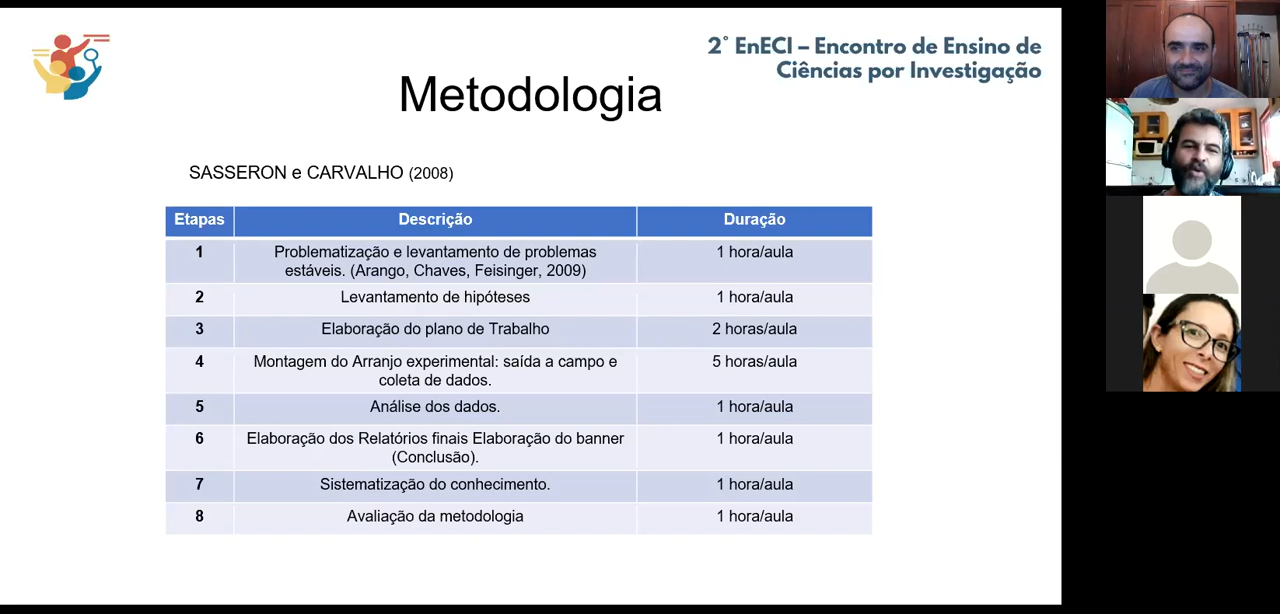 2° EnECI – Encontro de Ensino de
Ciências por Investigação
Metodologia
SASSERON e CARVALHO (2008)
Etapas Descrição Duração
1 Problematização e levantamento de problemas 1 hora/aula
estáveis. (Arango, Chaves, Feisinger, 2009)
2 Levantamento de hipóteses 1 hora/aula
3 Elaboração do plano de Trabalho 2 horas/aula
4 Montagem do Arranjo experimental: saída a campo e 5 horas/aula
coleta de dados.
5 Análise dos dados. 1 hora/aula
6 Elaboração dos Relatórios finais Elaboração do banner 1 hora/aula
(Conclusão).
7 Sistematização do conhecimento. 1 hora/aula
8 Avaliação da metodologia 1 hora/aula